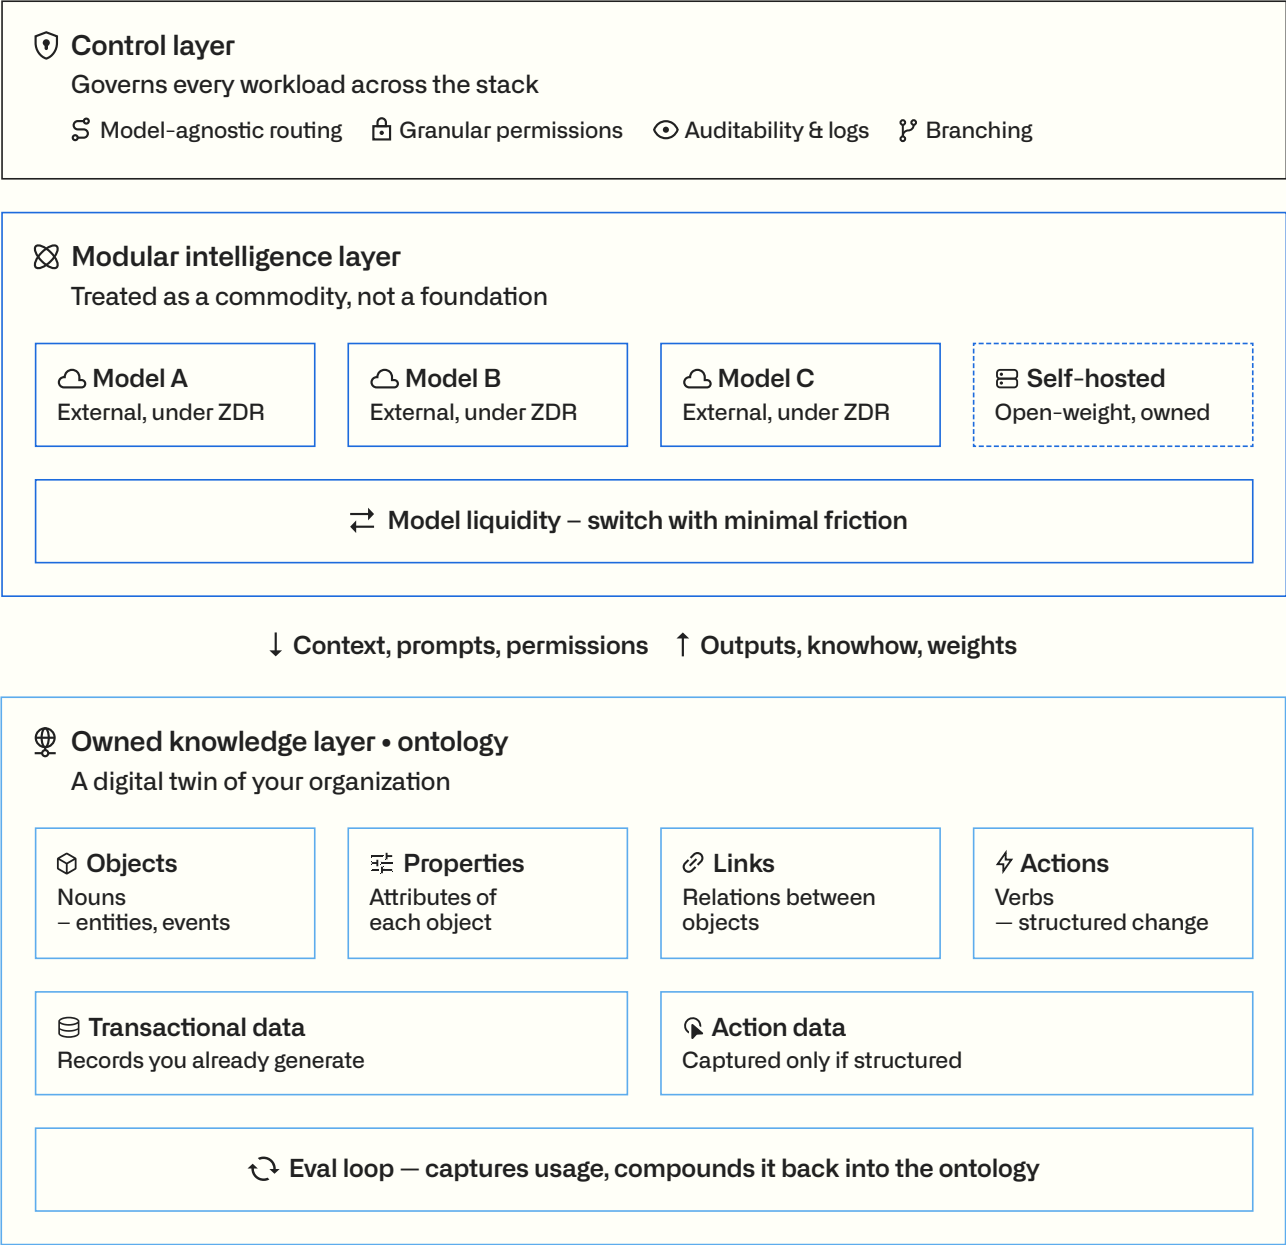 Control layer
Governs every workload across the stack
Model-agnostic routing
Granular permissions
Auditability & logs
Branching
Modular intelligence layer
Treated as a commodity, not a foundation
Model A
External, under ZDR
Model B
External, under ZDR
Model C
External, under ZDR
Self-hosted
Open-weight, owned
Model liquidity – switch with minimal friction
↓ Context, prompts, permissions
↑ Outputs, knowhow, weights
Owned knowledge layer • ontology
A digital twin of your organization
Objects
Nouns
– entities, events
Properties
Attributes of
each object
Links
Relations between
objects
Actions
Verbs
— structured change
Transactional data
Records you already generate
Action data
Captured only if structured
Eval loop — captures usage, compounds it back into the ontology